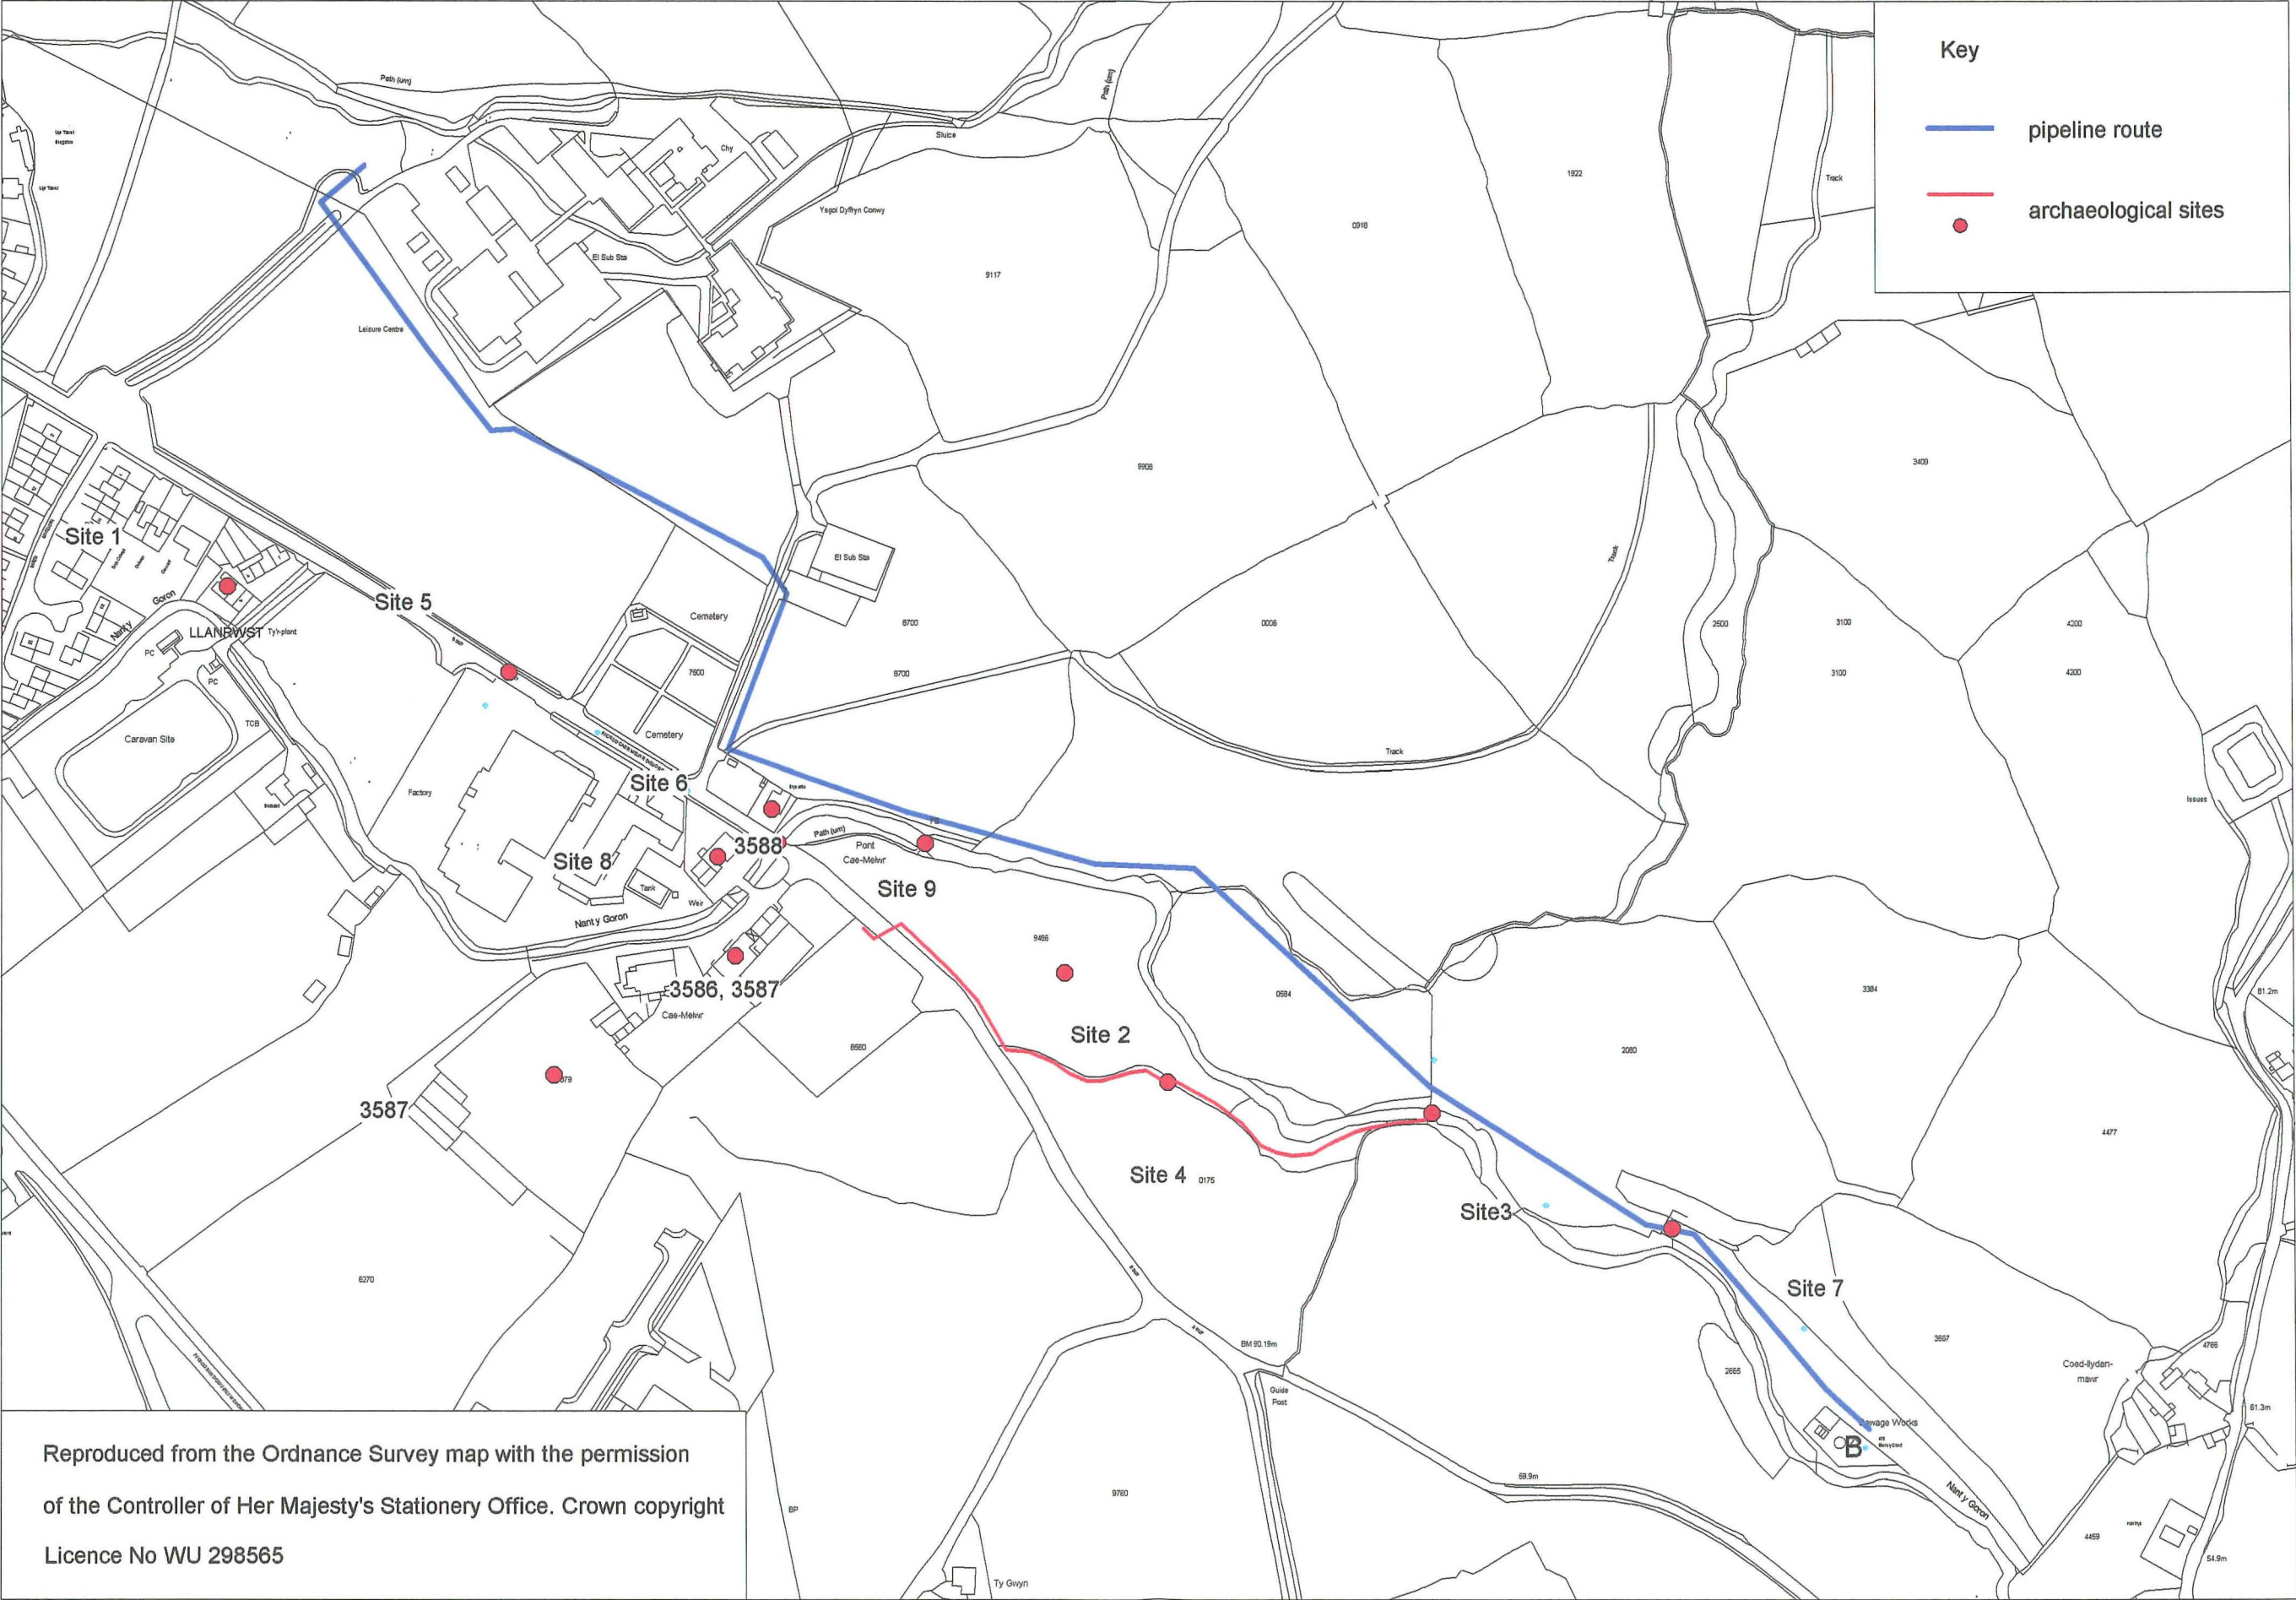 Key
pipeline route
archaeological sites
Path (um)
Path (um)
Sluice
Chy
Ysgol Dyffryn Conwy
El Sub Sta
Leisure Centre
9117
0918
1922
Track
9908
3409
Site 1
Site 5
Goron
Nant y
LLANRWST
Ty'r-plant
PC
PC
TCB
Caravan Site
El Sub Sta
Cemetery
7600
Cemetery
8700
8700
0006
Track
Track
2500
3100
3100
4200
4200
Issues
Factory
Site 6
3588
Path (um)
Pont
Cae-Melwr
Site 8
Tank
Weir
Nant y Goron
Site 9
9466
0584
3384
81.2m
3586, 3587
Cae-Melwr
Site 2
8680
2080
4477
3587
Site 4
0175
Site3
6270
Site 7
3697
BM 90.19m
Guide
Post
2665
Coed-llydan-
mawr
4766
61.3m
Sewage Works
B
69.9m
9760
BP
Nant y Goron
4459
54.9m
Ty Gwyn
Reproduced from the Ordnance Survey map with the permission
of the Controller of Her Majesty's Stationery Office. Crown copyright
Licence No WU 298565